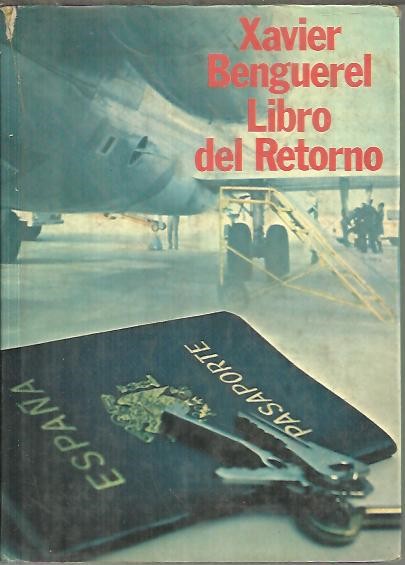 Xavier
Benguerel
Libro
del Retorno
PASAPORTE
ESPAÑA